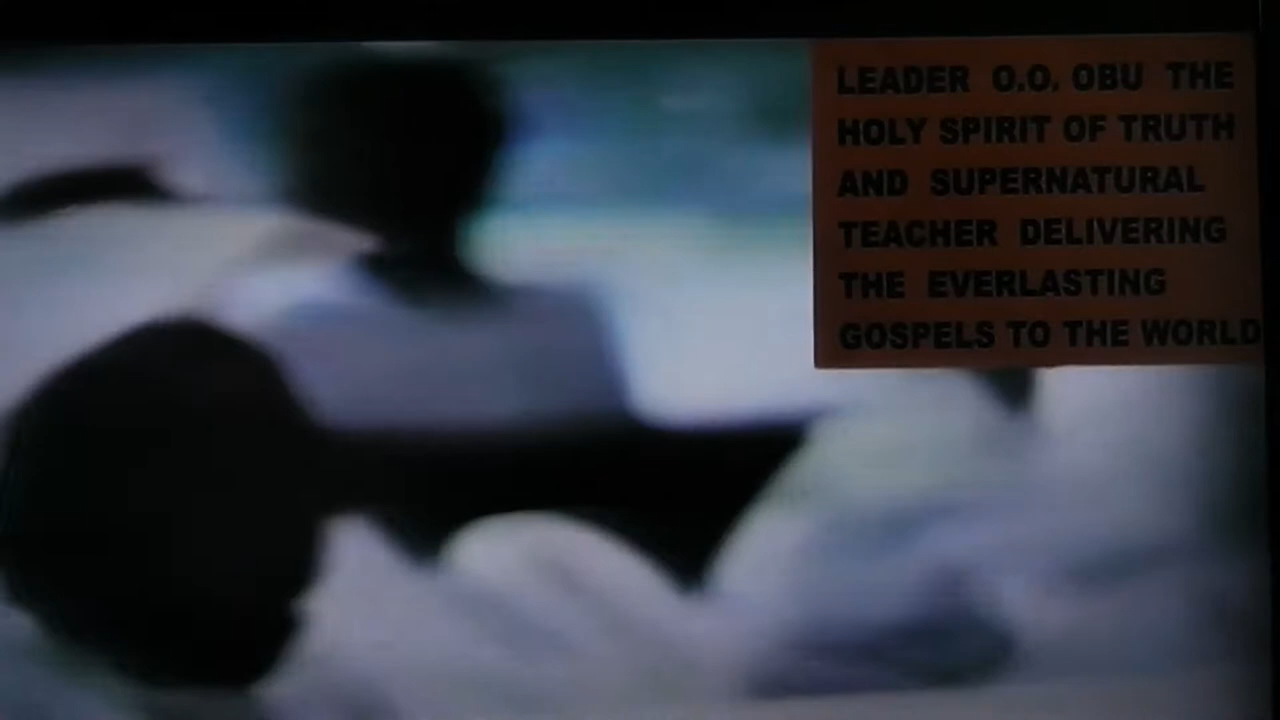 LEADER O.O. OBU THE
HOLY SPIRIT OF TRUTH
AND SUPERNATURAL
TEACHER DELIVERING
THE EVERLASTING
GOSPELS TO THE WORLD